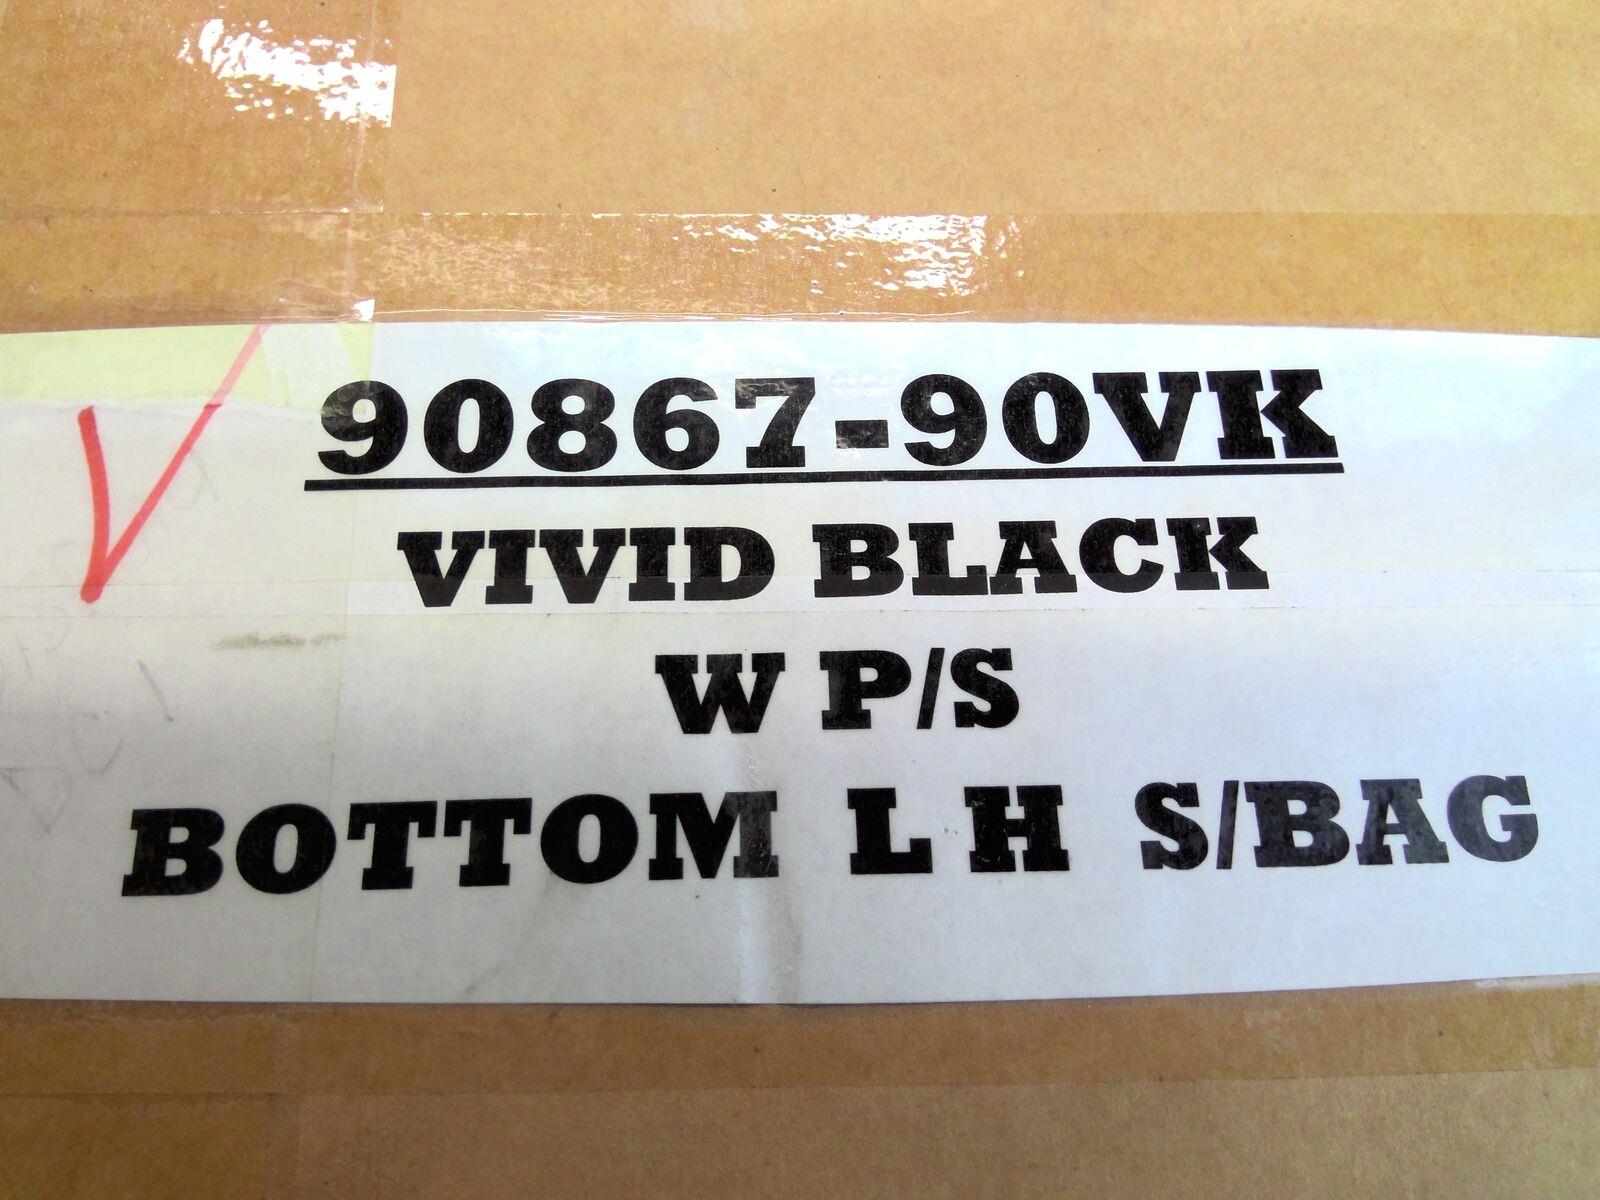 90867-90VK
VIVID BLACK
W P/S
BOTTOM L H S/BAG